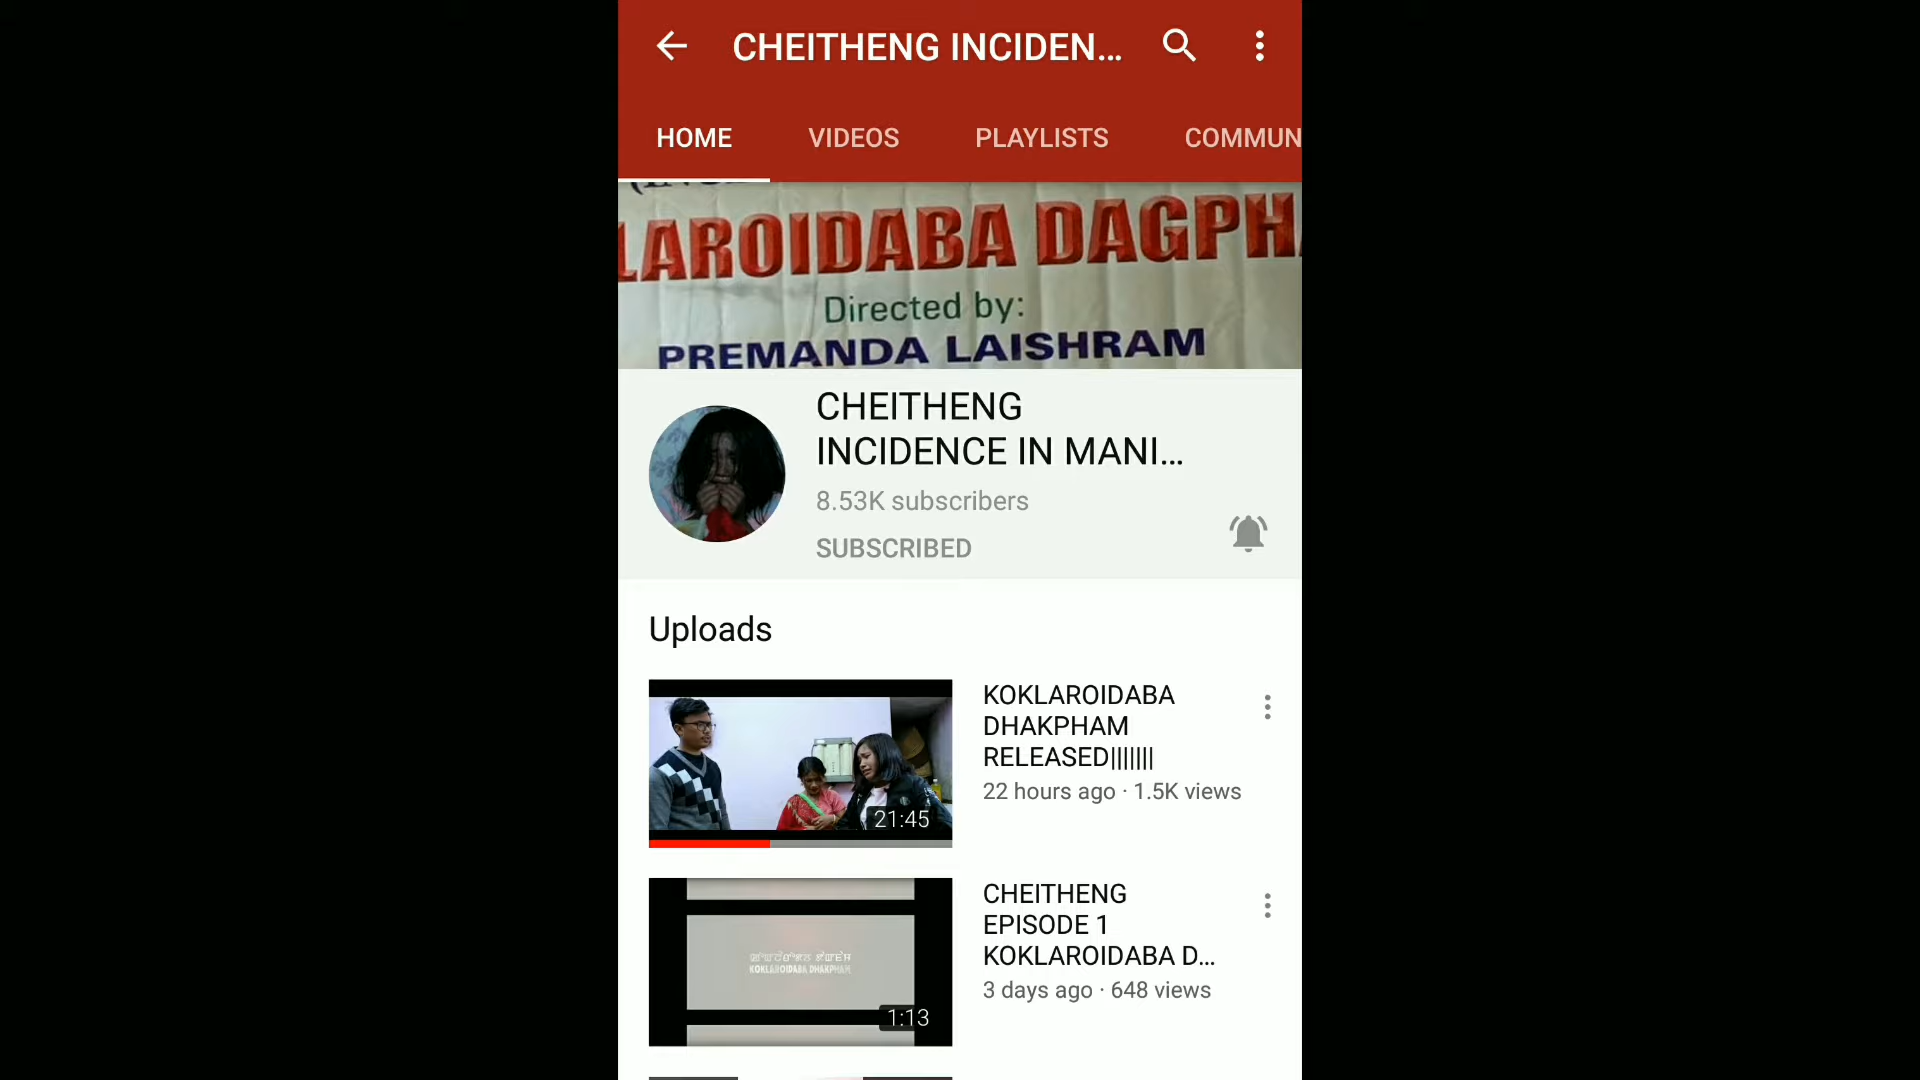 CHEITHENG INCIDEN...
HOME VIDEOS PLAYLISTS COMMUN
LAROIDABA DAGPH
Directed by:
PREMANDA LAISHRAM
CHEITHENG
INCIDENCE IN MANI...
8.53K subscribers
SUBSCRIBED
Uploads
KOKLAROIDABA
DHAKPHAM
RELEASED|||||||
22 hours ago · 1.5K views
21:45
CHEITHENG
EPISODE 1
KOKLAROIDABA D...
3 days ago · 648 views
KOKLAROIDABA DHAKPHAM
1:13